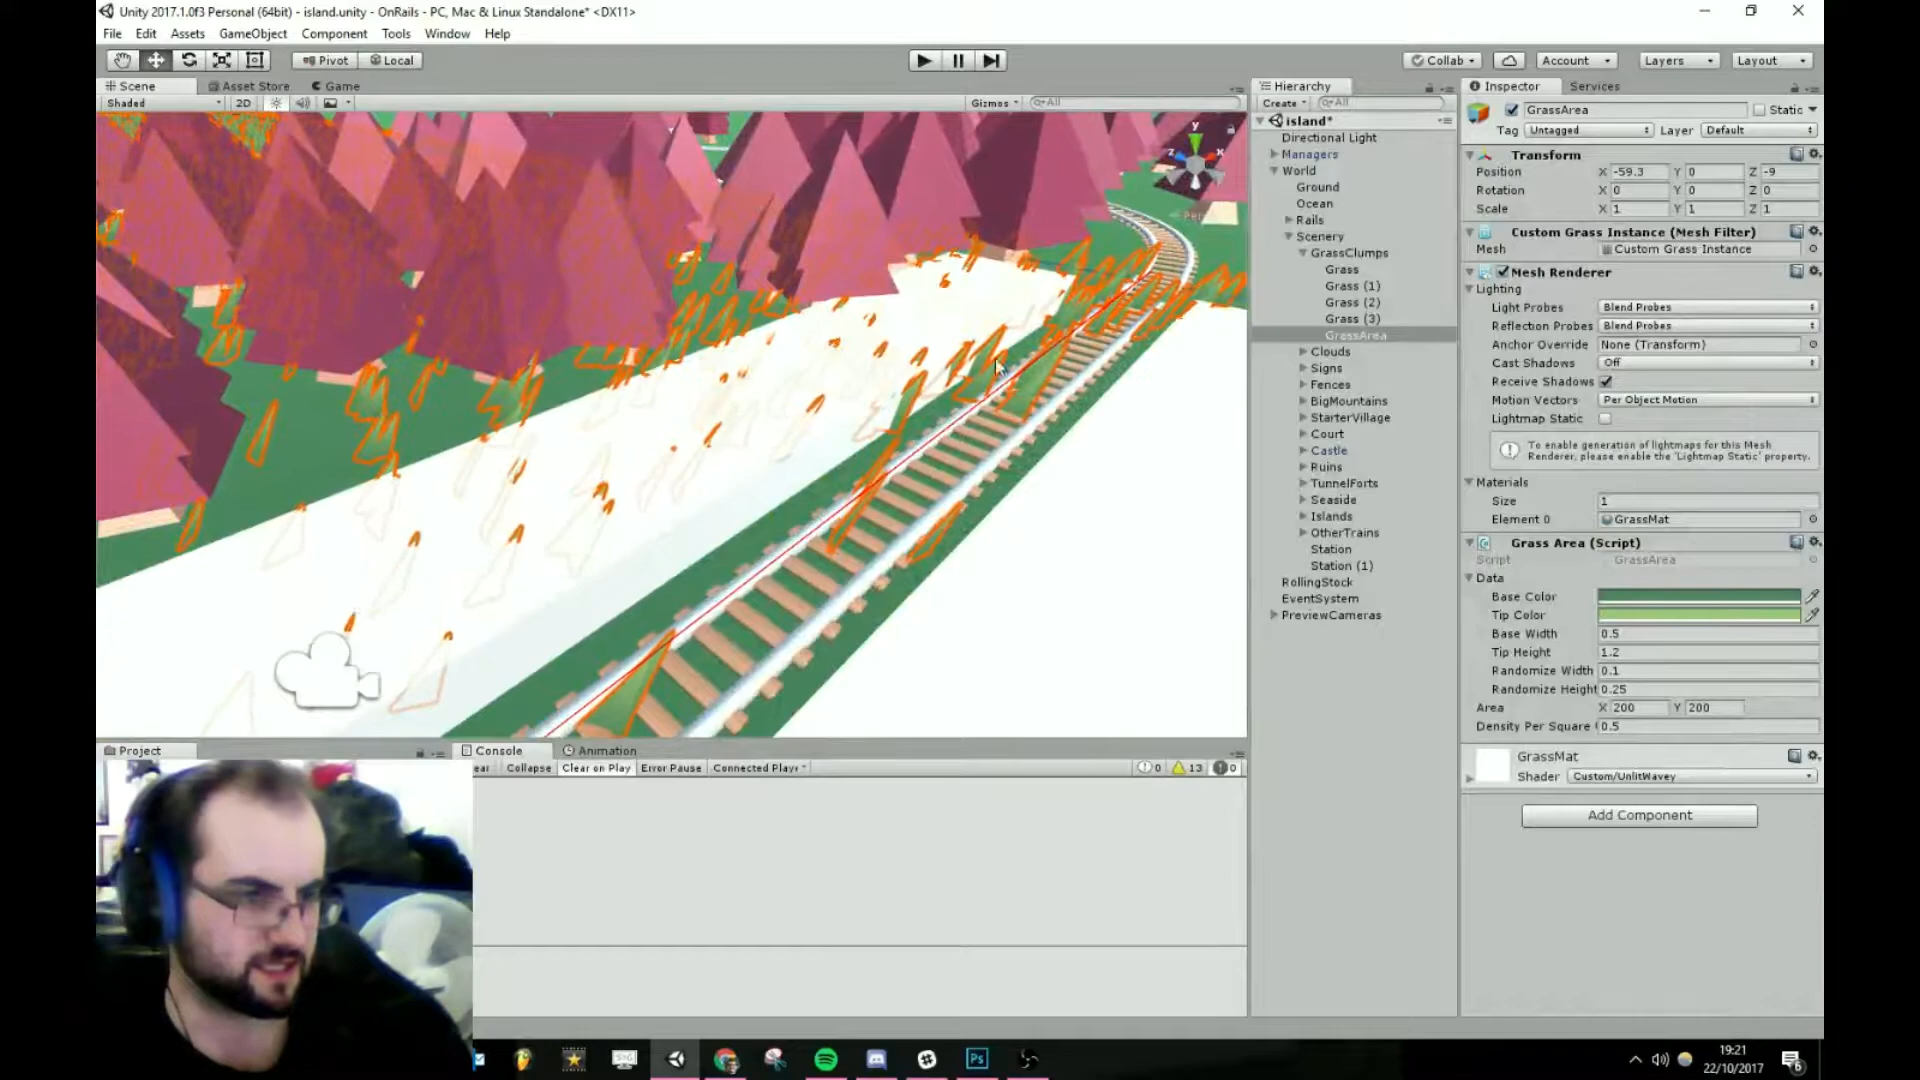 Unity 2017.1.0f3 Personal (64bit) - island.unity - OnRails - PC, Mac & Linux Standalone* <DX11>
File Edit Assets GameObject Component Tools Window Help
Pivot Local Collab Account Layers Layout
Scene Asset Store Game
Shaded 2D Gizmos All
y
x
z
Hierarchy
Create All
island*
Directional Light
Managers
World
Ground
Ocean
Rails
Scenery
GrassClumps
Grass
Grass (1)
Grass (2)
Grass (3)
GrassArea
Clouds
Signs
Fences
BigMountains
StarterVillage
Court
Castle
Ruins
TunnelForts
Seaside
Islands
OtherTrains
Station
Station (1)
RollingStock
EventSystem
PreviewCameras
Inspector Services
GrassArea Static
Tag Untagged Layer Default
Transform
Position X -59.3 Y 0 Z -9
Rotation X 0 Y 0 Z 0
Scale X 1 Y 1 Z 1
Custom Grass Instance (Mesh Filter)
Mesh Custom Grass Instance
Mesh Renderer
Lighting
Light Probes Blend Probes
Reflection Probes Blend Probes
Anchor Override None (Transform)
Cast Shadows Off
Receive Shadows
Motion Vectors Per Object Motion
Lightmap Static
To enable generation of lightmaps for this Mesh
Renderer, please enable the 'Lightmap Static' property.
Materials
Size 1
Element 0 GrassMat
Grass Area (Script)
Script GrassArea
Data
Base Color
Tip Color
Base Width 0.5
Tip Height 1.2
Randomize Width 0.1
Randomize Height 0.25
Area X 200 Y 200
Density Per Square 0.5
GrassMat
Shader Custom/UnlitWavey
Add Component
Project Console Animation
ear Collapse Clear on Play Error Pause Connected Playe
0 13 0
Ps
19:21
22/10/2017
6